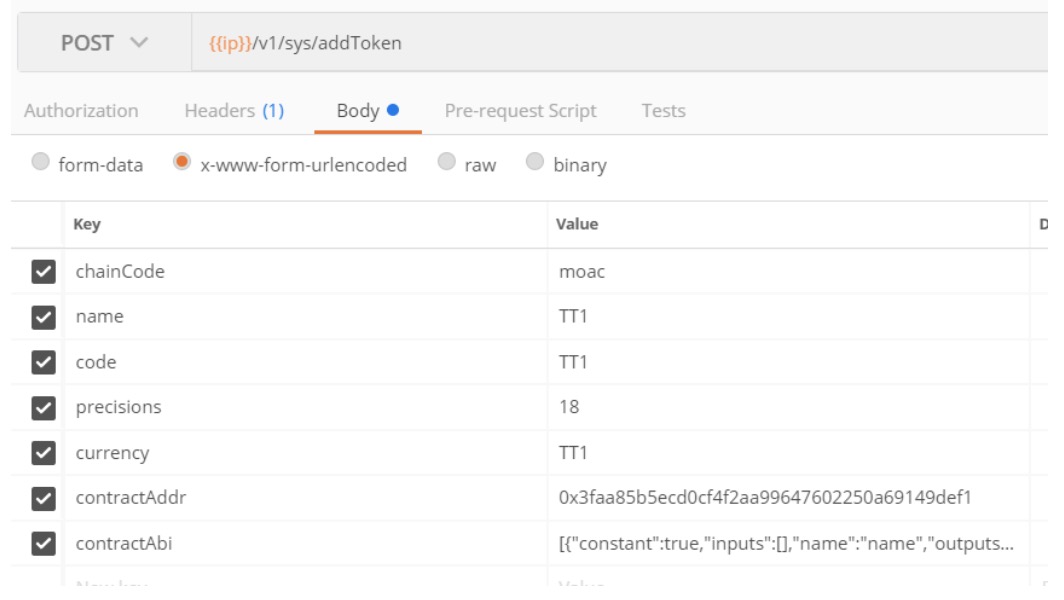 POST {{ip}}/v1/sys/addToken
Authorization Headers (1) Body Pre-request Script Tests
form-data x-www-form-urlencoded raw binary
Key Value D
chainCode moac
name TT1
code TT1
precisions 18
currency TT1
contractAddr 0x3faa85b5ecd0cf4f2aa99647602250a69149def1
contractAbi [{"constant":true,"inputs":[],"name":"name","outputs...